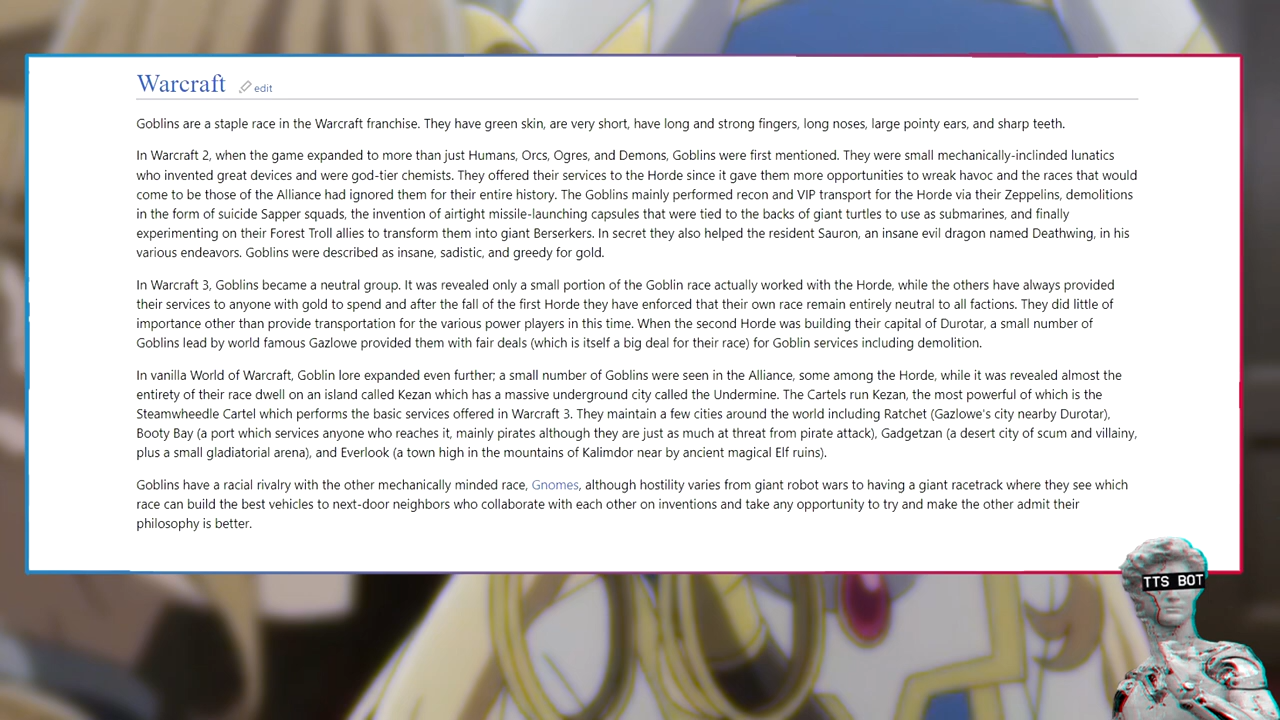 Warcraft edit
Goblins are a staple race in the Warcraft franchise. They have green skin, are very short, have long and strong fingers, long noses, large pointy ears, and sharp teeth.
In Warcraft 2, when the game expanded to more than just Humans, Orcs, Ogres, and Demons, Goblins were first mentioned. They were small mechanically-inclinded lunatics
who invented great devices and were god-tier chemists. They offered their services to the Horde since it gave them more opportunities to wreak havoc and the races that would
come to be those of the Alliance had ignored them for their entire history. The Goblins mainly performed recon and VIP transport for the Horde via their Zeppelins, demolitions
in the form of suicide Sapper squads, the invention of airtight missile-launching capsules that were tied to the backs of giant turtles to use as submarines, and finally
experimenting on their Forest Troll allies to transform them into giant Berserkers. In secret they also helped the resident Sauron, an insane evil dragon named Deathwing, in his
various endeavors. Goblins were described as insane, sadistic, and greedy for gold.
In Warcraft 3, Goblins became a neutral group. It was revealed only a small portion of the Goblin race actually worked with the Horde, while the others have always provided
their services to anyone with gold to spend and after the fall of the first Horde they have enforced that their own race remain entirely neutral to all factions. They did little of
importance other than provide transportation for the various power players in this time. When the second Horde was building their capital of Durotar, a small number of
Goblins lead by world famous Gazlowe provided them with fair deals (which is itself a big deal for their race) for Goblin services including demolition.
In vanilla World of Warcraft, Goblin lore expanded even further; a small number of Goblins were seen in the Alliance, some among the Horde, while it was revealed almost the
entirety of their race dwell on an island called Kezan which has a massive underground city called the Undermine. The Cartels run Kezan, the most powerful of which is the
Steamwheedle Cartel which performs the basic services offered in Warcraft 3. They maintain a few cities around the world including Ratchet (Gazlowe's city nearby Durotar),
Booty Bay (a port which services anyone who reaches it, mainly pirates although they are just as much at threat from pirate attack), Gadgetzan (a desert city of scum and villainy,
plus a small gladiatorial arena), and Everlook (a town high in the mountains of Kalimdor near by ancient magical Elf ruins).
Goblins have a racial rivalry with the other mechanically minded race, Gnomes, although hostility varies from giant robot wars to having a giant racetrack where they see which
race can build the best vehicles to next-door neighbors who collaborate with each other on inventions and take any opportunity to try and make the other admit their
philosophy is better.
TTS BOT